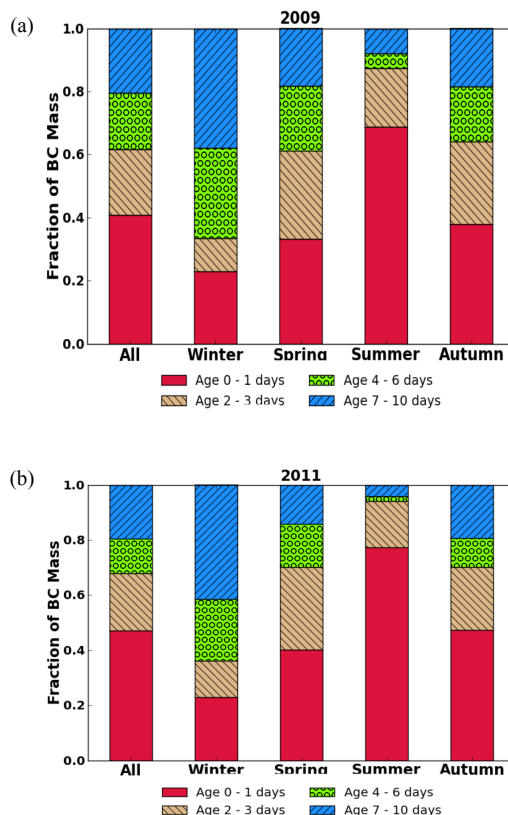 (a)
2009
1.0
0.8
0.6
0.4
0.2
0.0
Fraction of BC Mass
All Winter Spring Summer Autumn
Age 0 - 1 days Age 4 - 6 days
Age 2 - 3 days Age 7 - 10 days
(b)
2011
1.0
0.8
0.6
0.4
0.2
0.0
Fraction of BC Mass
All Winter Spring Summer Autumn
Age 0 - 1 days Age 4 - 6 days
Age 2 - 3 days Age 7 - 10 days